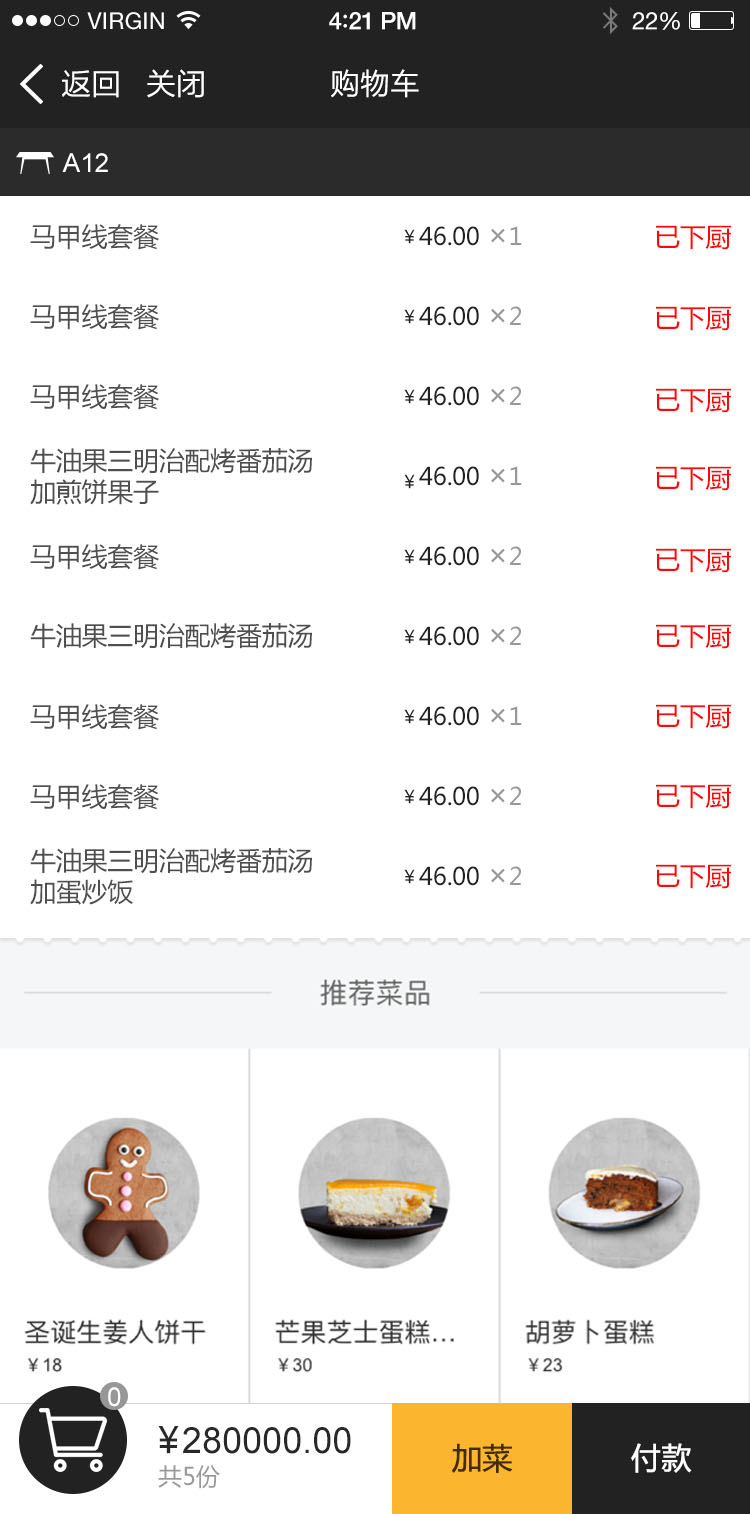 VIRGIN 4:21 PM 22%
返回 关闭 购物车
A12
马甲线套餐 ¥46.00 ×1 已下厨
马甲线套餐 ¥46.00 ×2 已下厨
马甲线套餐 ¥46.00 ×2 已下厨
牛油果三明治配烤番茄汤
加煎饼果子 ¥46.00 ×1 已下厨
马甲线套餐 ¥46.00 ×2 已下厨
牛油果三明治配烤番茄汤 ¥46.00 ×2 已下厨
马甲线套餐 ¥46.00 ×1 已下厨
马甲线套餐 ¥46.00 ×2 已下厨
牛油果三明治配烤番茄汤
加蛋炒饭 ¥46.00 ×2 已下厨
推荐菜品
圣诞生姜人饼干 芒果芝士蛋糕... 胡萝卜蛋糕
¥18 ¥30 ¥23
0
¥280000.00
共5份
加菜 付款